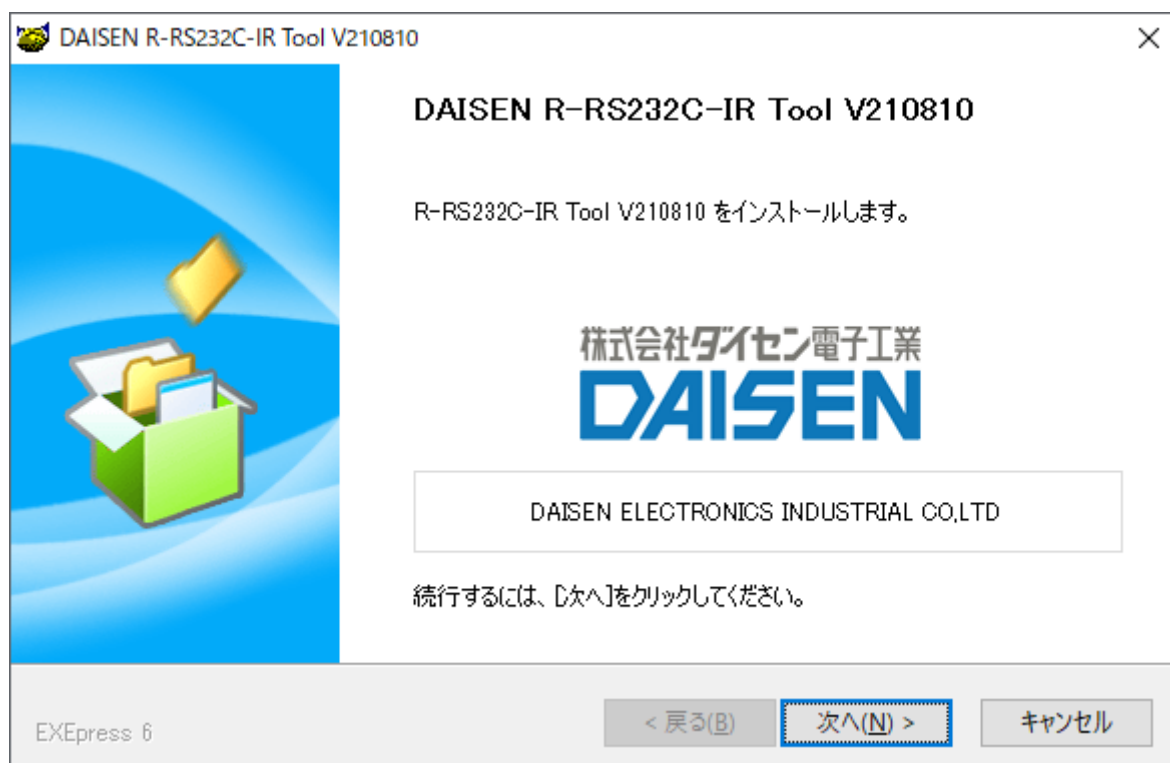 DAISEN R-RS232C-IR Tool V210810
DAISEN R-RS232C-IR Tool V210810
R-RS232C-IR Tool V210810 をインストールします。
株式会社ダイセン電子工業
DAISEN
DAISEN ELECTRONICS INDUSTRIAL CO,LTD
続行するには、[次へ]をクリックしてください。
EXEpress 6
< 戻る(B)
次へ(N) >
キャンセル